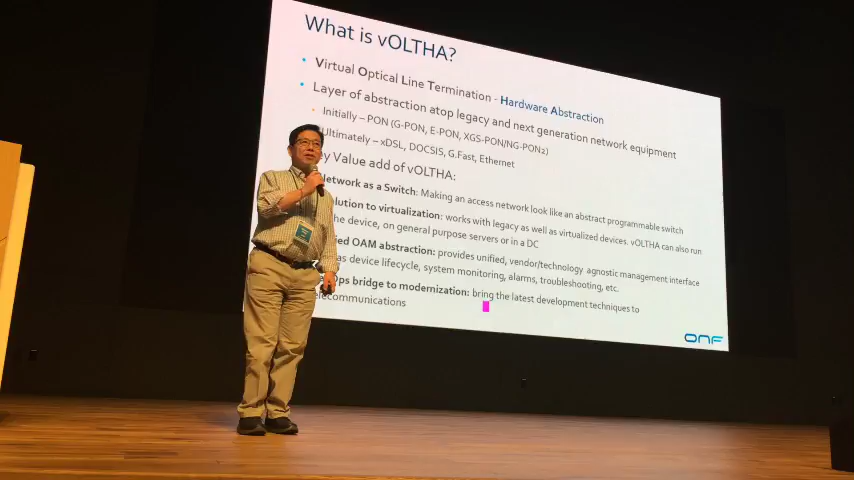 What is vOLTHA?
Virtual Optical Line Termination - Hardware Abstraction
Layer of abstraction atop legacy and next generation network equipment
Initially – PON (G-PON, E-PON, XGS-PON/NG-PON2)
Ultimately – xDSL, DOCSIS, G.Fast, Ethernet
Value add of vOLTHA:
Network as a Switch: Making an access network look like an abstract programmable switch
to virtualization: works with legacy as well as virtualized devices. vOLTHA can also run
device, on general purpose servers or in a DC
OAM abstraction: provides unified, vendor/technology agnostic management interface
as device lifecycle, system monitoring, alarms, troubleshooting, etc.
bridge to modernization: bring the latest development techniques to
telecommunications
ONF